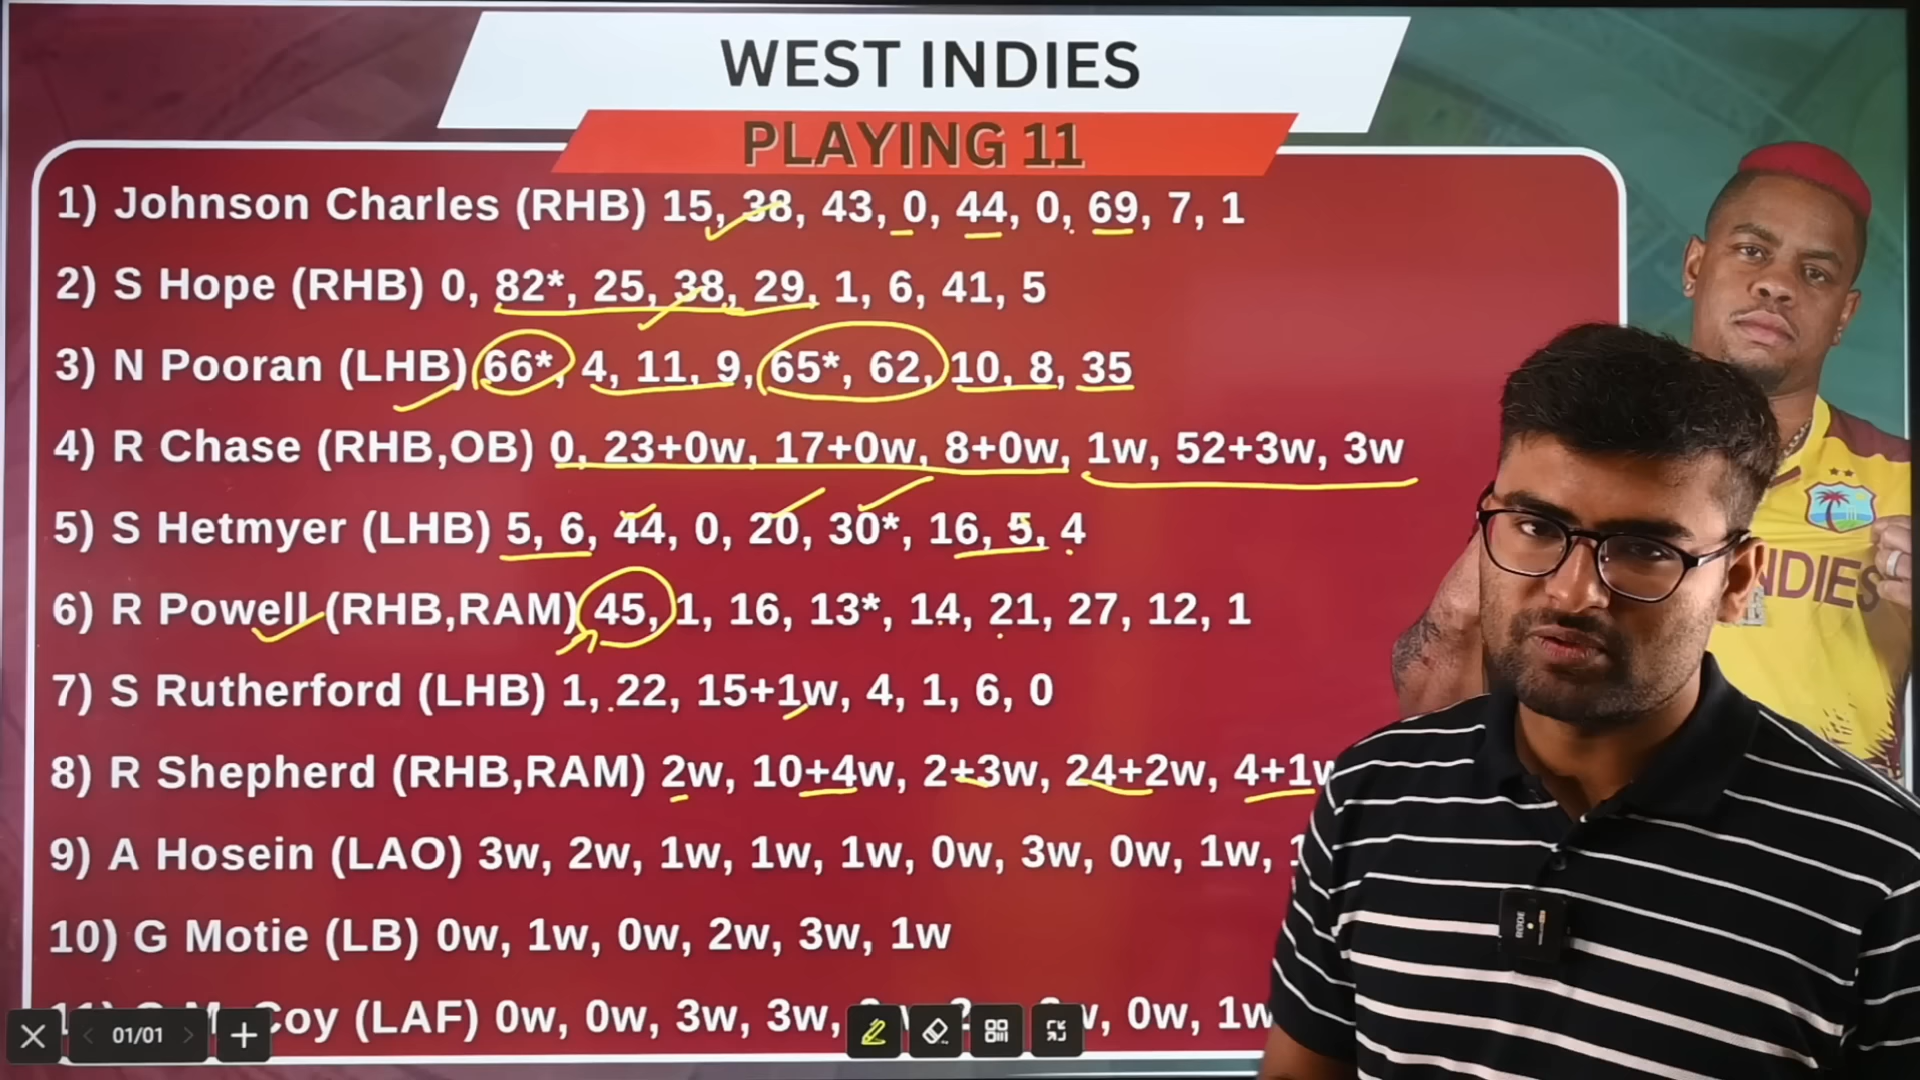 WEST INDIES
PLAYING 11
1) Johnson Charles (RHB) 15, 38, 43, 0, 44, 0, 69, 7, 1
2) S Hope (RHB) 0, 82*, 25, 38, 29, 1, 6, 41, 5
3) N Pooran (LHB) 66*, 4, 11, 9, 65*, 62, 10, 8, 35
4) R Chase (RHB,OB) 0, 23+0w, 17+0w, 8+0w, 1w, 52+3w, 3w
5) S Hetmyer (LHB) 5, 6, 44, 0, 20, 30*, 16, 5, 4
6) R Powell (RHB,RAM) 45, 1, 16, 13*, 14, 21, 27, 12, 1
7) S Rutherford (LHB) 1, 22, 15+1w, 4, 1, 6, 0
8) R Shepherd (RHB,RAM) 2w, 10+4w, 2+3w, 24+2w, 4+1w
9) A Hosein (LAO) 3w, 2w, 1w, 1w, 1w, 0w, 3w, 0w, 1w,
10) G Motie (LB) 0w, 1w, 0w, 2w, 3w, 1w
Coy (LAF) 0w, 0w, 3w, 3w, 0w, 1w
01/01
NDIES
RODE